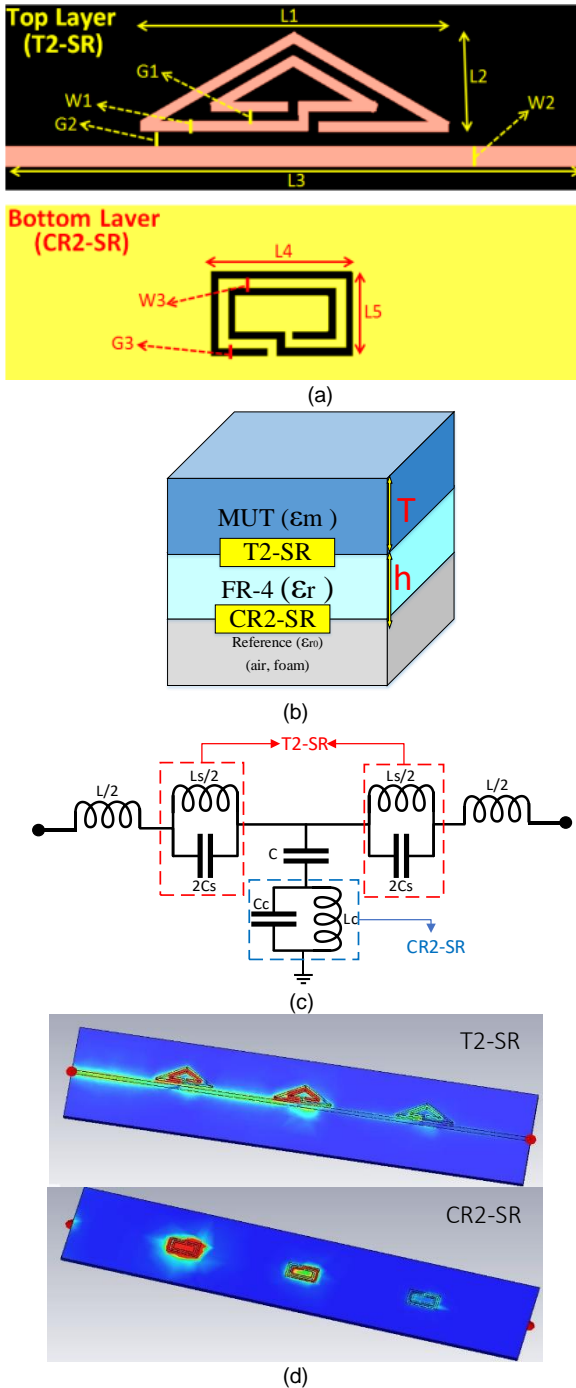 Top Layer
(T2-SR)
L1
G1
L2
W1
G2
W2
L3
Bottom Laver
(CR2-SR)
L4
W3
L5
G3
(a)
MUT (εm )
T
T2-SR
FR-4 (εr )
h
CR2-SR
Reference (εr0)
(air, foam)
(b)
T2-SR
L/2
Ls/2
Ls/2
L/2
C
2Cs
2Cs
Cc
Lc
CR2-SR
(c)
T2-SR
CR2-SR
(d)